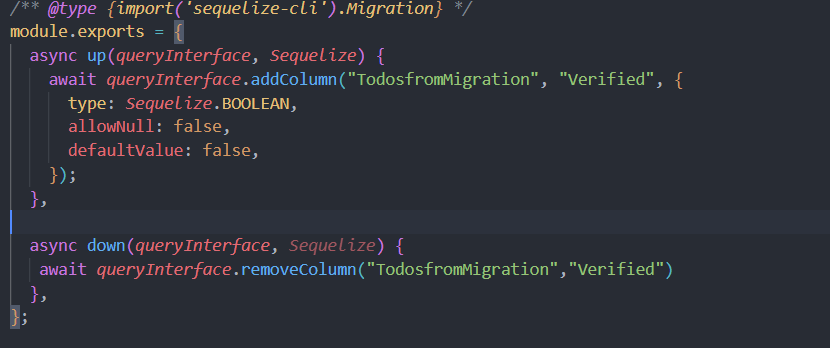 /** @type {import('sequelize-cli').Migration} */
module.exports = {
  async up(queryInterface, Sequelize) {
    await queryInterface.addColumn("TodosfromMigration", "Verified", {
      type: Sequelize.BOOLEAN,
      allowNull: false,
      defaultValue: false,
    });
  },

  async down(queryInterface, Sequelize) {
   await queryInterface.removeColumn("TodosfromMigration","Verified")
  },
};